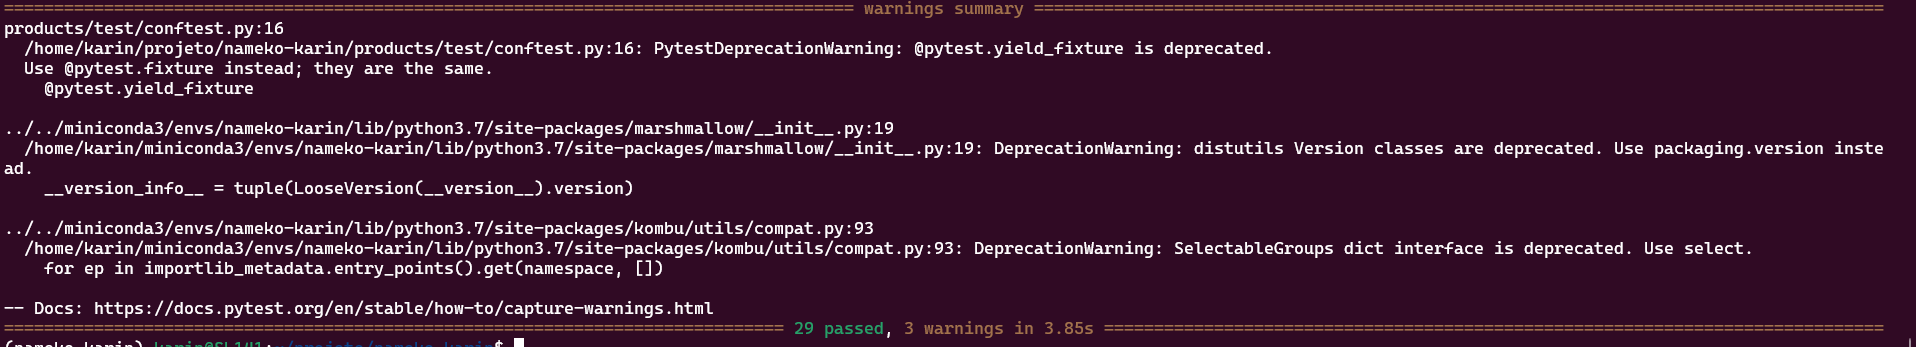 ===================================================================================== warnings summary =====================================================================================
products/test/conftest.py:16
  /home/karin/projeto/nameko-karin/products/test/conftest.py:16: PytestDeprecationWarning: @pytest.yield_fixture is deprecated.
  Use @pytest.fixture instead; they are the same.
    @pytest.yield_fixture

../../miniconda3/envs/nameko-karin/lib/python3.7/site-packages/marshmallow/__init__.py:19
  /home/karin/miniconda3/envs/nameko-karin/lib/python3.7/site-packages/marshmallow/__init__.py:19: DeprecationWarning: distutils Version classes are deprecated. Use packaging.version inste
ad.
    __version_info__ = tuple(LooseVersion(__version__).version)

../../miniconda3/envs/nameko-karin/lib/python3.7/site-packages/kombu/utils/compat.py:93
  /home/karin/miniconda3/envs/nameko-karin/lib/python3.7/site-packages/kombu/utils/compat.py:93: DeprecationWarning: SelectableGroups dict interface is deprecated. Use select.
    for ep in importlib_metadata.entry_points().get(namespace, [])

-- Docs: https://docs.pytest.org/en/stable/how-to/capture-warnings.html
============================================================================== 29 passed, 3 warnings in 3.85s ==============================================================================
(nameko-karin)